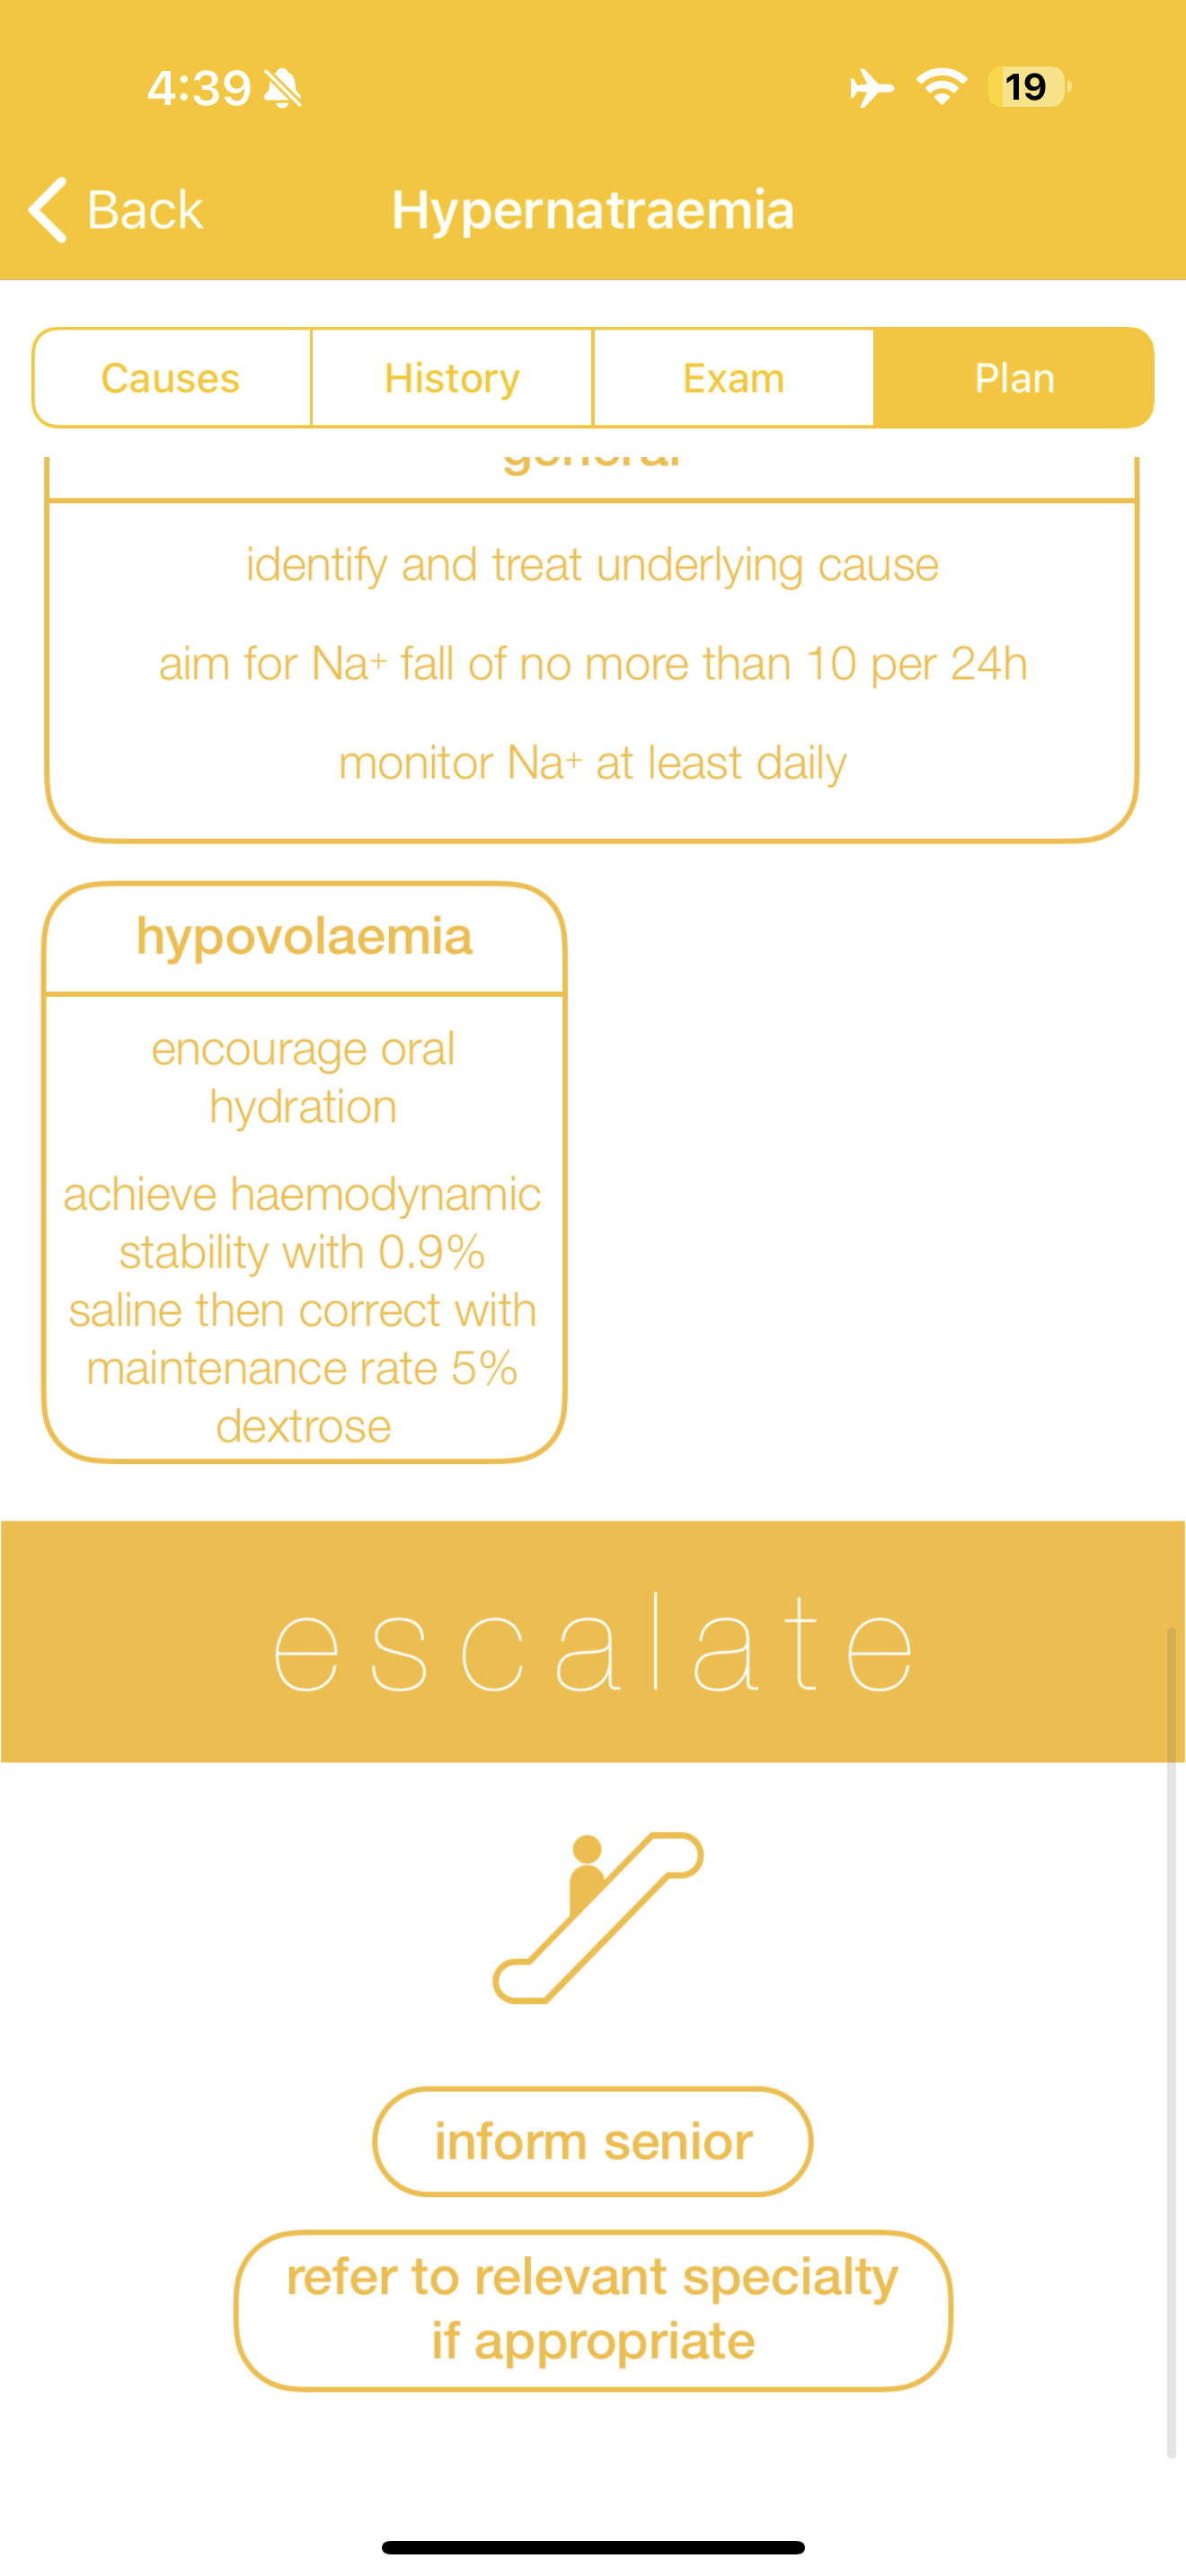 4:39
19
Back
Hypernatraemia
Causes
History
Exam
Plan
general
identify and treat underlying cause
aim for Na⁺ fall of no more than 10 per 24h
monitor Na⁺ at least daily
hypovolaemia
encourage oral
hydration
achieve haemodynamic
stability with 0.9%
saline then correct with
maintenance rate 5%
dextrose
escalate
inform senior
refer to relevant specialty
if appropriate